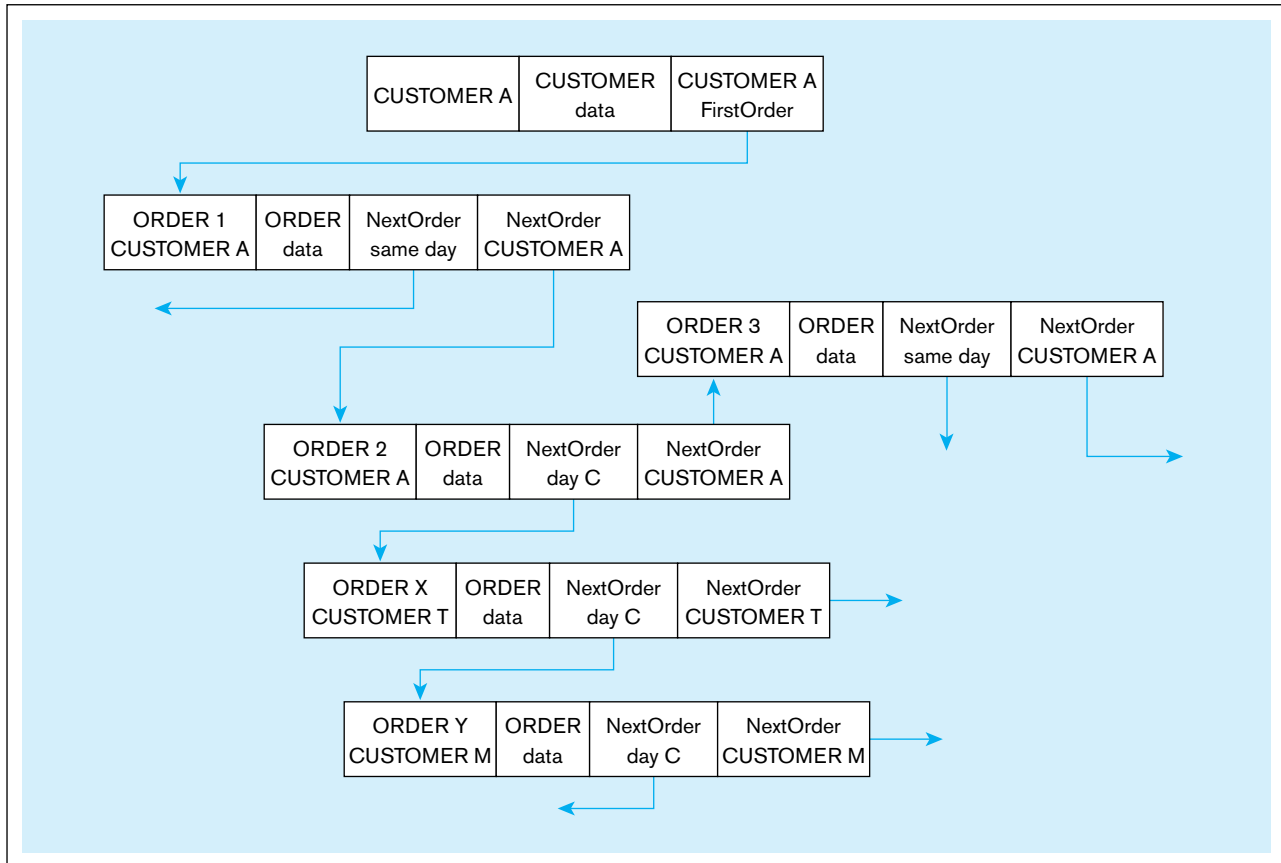 CUSTOMER A
CUSTOMER
data
CUSTOMER A
FirstOrder
ORDER 1
CUSTOMER A
ORDER
data
NextOrder
same day
NextOrder
CUSTOMER A
ORDER 3
CUSTOMER A
ORDER
data
NextOrder
same day
NextOrder
CUSTOMER A
ORDER 2
CUSTOMER A
ORDER
data
NextOrder
day C
NextOrder
CUSTOMER A
ORDER X
CUSTOMER T
ORDER
data
NextOrder
day C
NextOrder
CUSTOMER T
ORDER Y
CUSTOMER M
ORDER
data
NextOrder
day C
NextOrder
CUSTOMER M